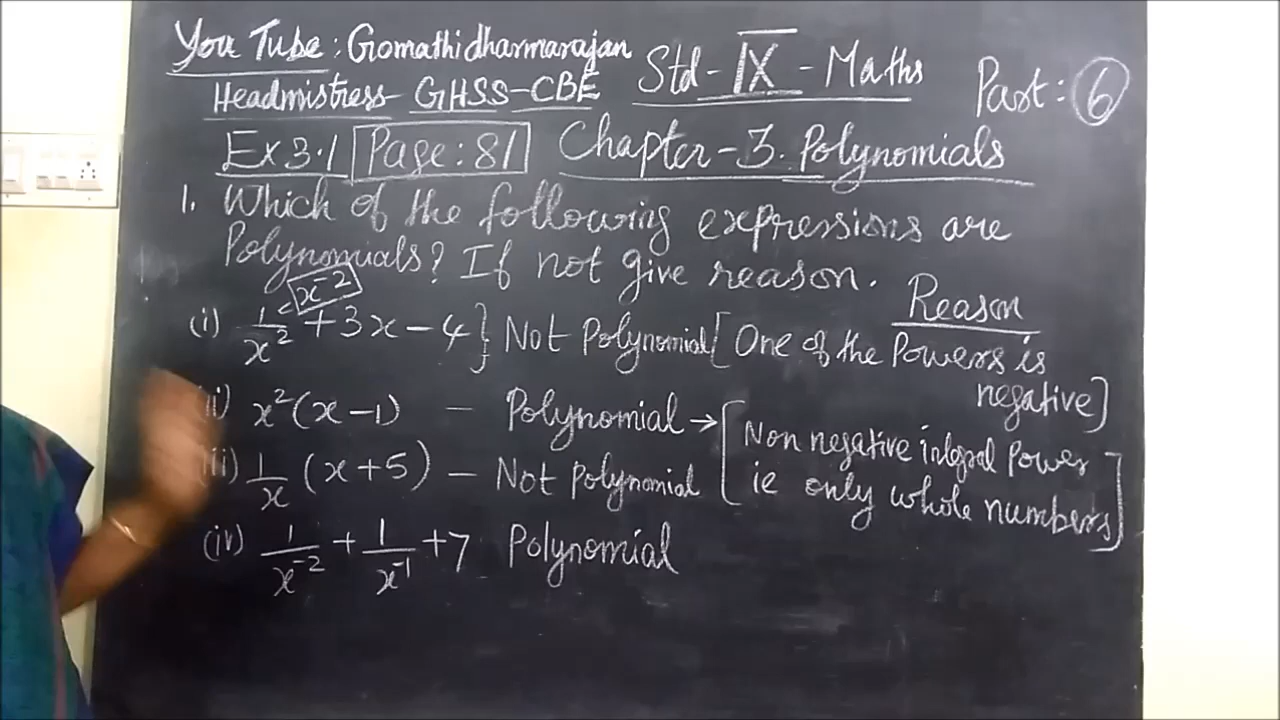 You Tube: Gomathidharmarajan
Headmistress - GHSS-CBE
Std - IX - Maths
Part: 6
Ex 3.1 Page: 81 Chapter - 3. Polynomials
1. Which of the following expressions are
Polynomials? If not give reason.
Reason
x⁻²
(i) 1/x² + 3x - 4} Not Polynomial [One of the Powers is
negative]
(ii) x²(x-1) - Polynomial → [Non negative integral Power
ie only whole numbers]
(iii) 1/x (x+5) - Not Polynomial
(iv) 1/x⁻² + 1/x⁻¹ + 7 Polynomial